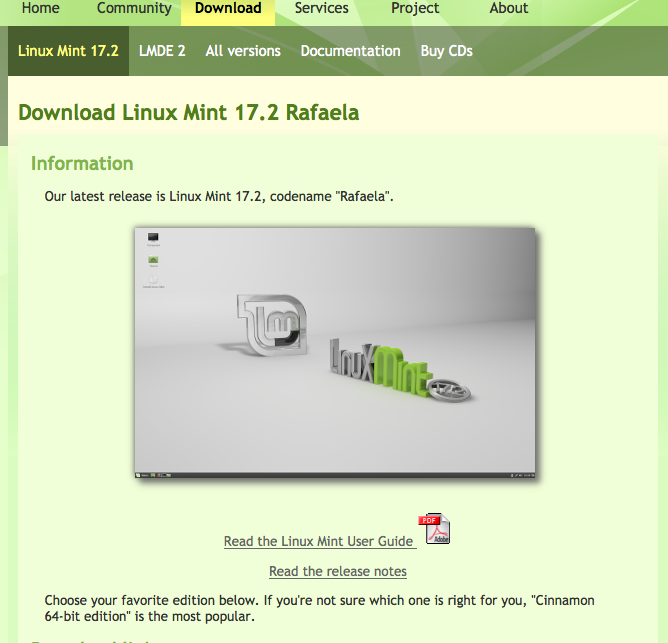 Home Community Download Services Project About
Linux Mint 17.2 LMDE 2 All versions Documentation Buy CDs
Download Linux Mint 17.2 Rafaela
Information
Our latest release is Linux Mint 17.2, codename "Rafaela".
Lm
LinuxMint
17.2
PDF
Adobe
Read the Linux Mint User Guide
Read the release notes
Choose your favorite edition below. If you're not sure which one is right for you, "Cinnamon
64-bit edition" is the most popular.